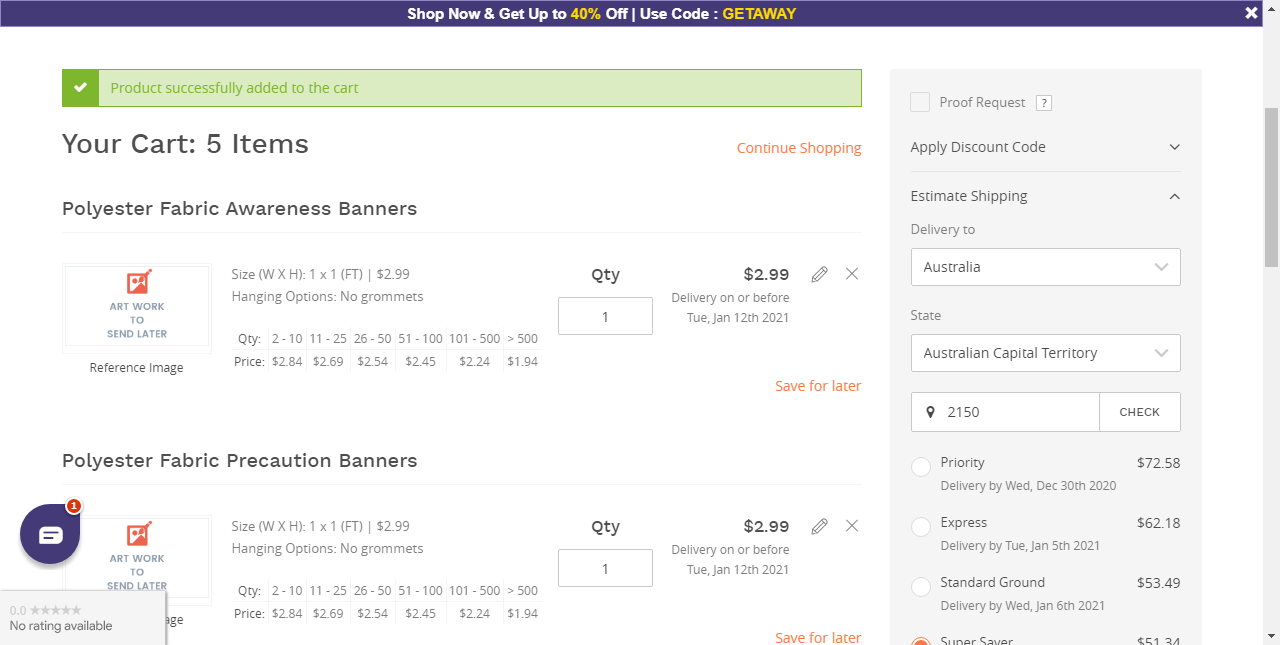 Shop Now & Get Up to 40% Off | Use Code : GETAWAY
Product successfully added to the cart
Your Cart: 5 Items
Continue Shopping
Polyester Fabric Awareness Banners
ART WORK
TO
SEND LATER
Reference Image
Size (W X H): 1 x 1 (FT) | $2.99
Hanging Options: No grommets
Qty: 2 - 10 11 - 25 26 - 50 51 - 100 101 - 500 > 500
Price: $2.84 $2.69 $2.54 $2.45 $2.24 $1.94
Qty
1
$2.99
Delivery on or before
Tue, Jan 12th 2021
Save for later
Polyester Fabric Precaution Banners
ART WORK
TO
SEND LATER
age
Size (W X H): 1 x 1 (FT) | $2.99
Hanging Options: No grommets
Qty: 2 - 10 11 - 25 26 - 50 51 - 100 101 - 500 > 500
Price: $2.84 $2.69 $2.54 $2.45 $2.24 $1.94
Qty
1
$2.99
Delivery on or before
Tue, Jan 12th 2021
Save for later
1
0.0
No rating available
Proof Request ?
Apply Discount Code
Estimate Shipping
Delivery to
Australia
State
Australian Capital Territory
2150 CHECK
Priority $72.58
Delivery by Wed, Dec 30th 2020
Express $62.18
Delivery by Tue, Jan 5th 2021
Standard Ground $53.49
Delivery by Wed, Jan 6th 2021
Super Saver $51.34